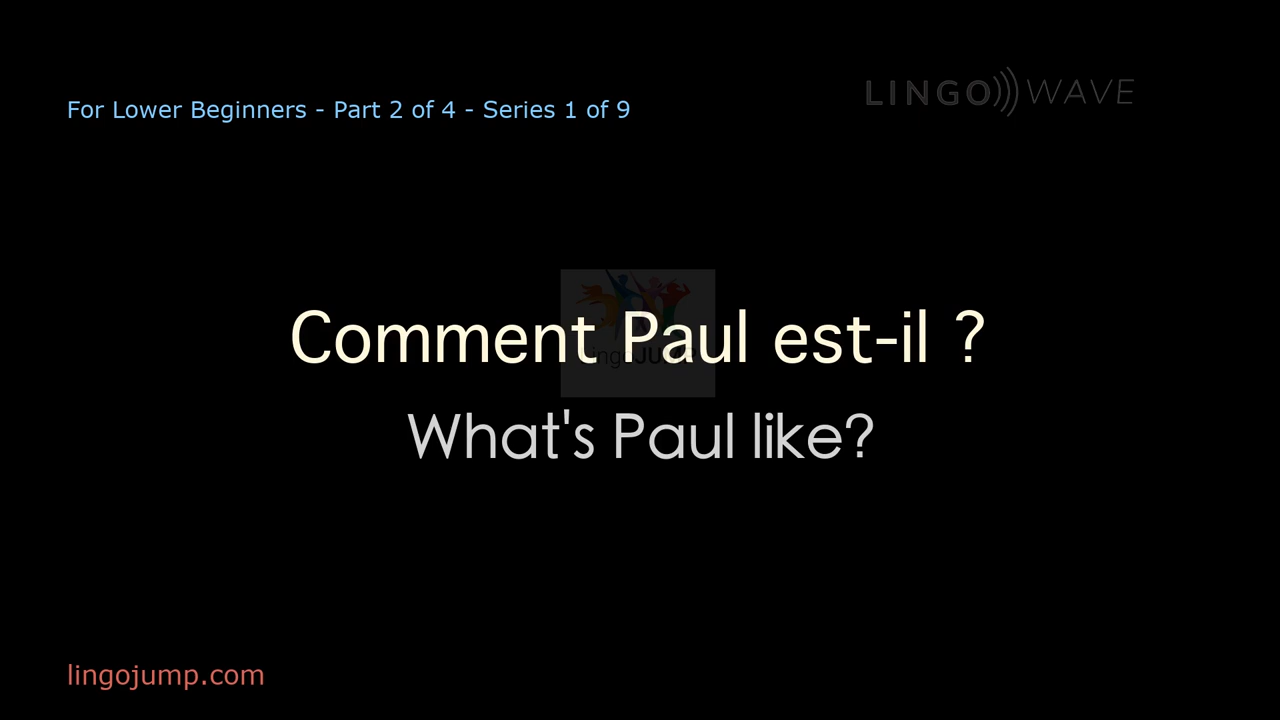 For Lower Beginners - Part 2 of 4 - Series 1 of 9
LINGO WAVE
Comment Paul est-il ?
LingoJUMP
What's Paul like?
lingojump.com